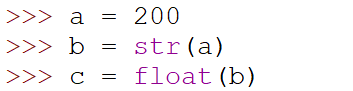 >>> a = 200
>>> b = str(a)
>>> c = float(b)